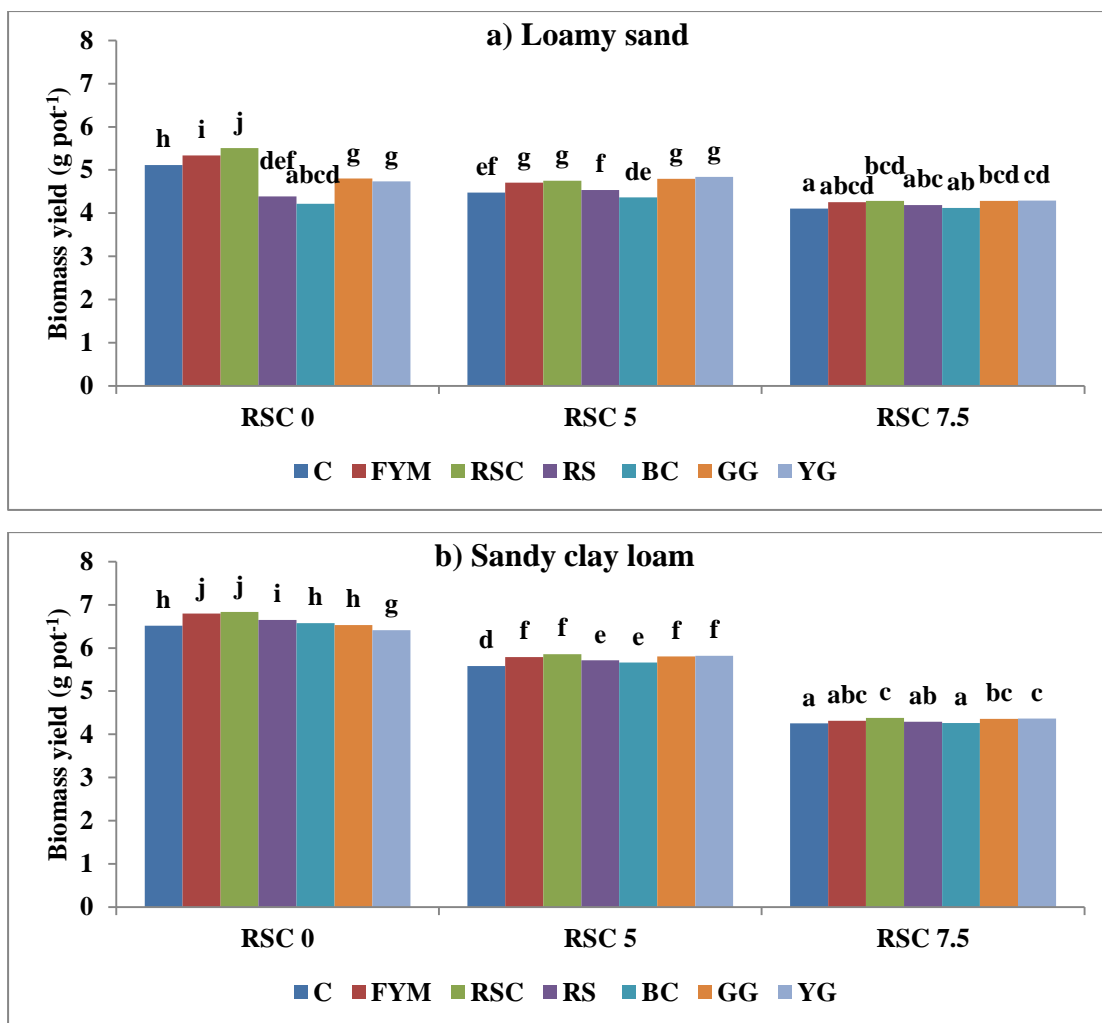 a) Loamy sand
Biomass yield (g pot-1)
8
7
6
5
4
3
2
1
0
h i j def abcd g g
ef g g f de g g
a abcd bcd abc ab bcd cd
RSC 0 RSC 5 RSC 7.5
C FYM RSC RS BC GG YG
b) Sandy clay loam
Biomass yield (g pot-1)
8
7
6
5
4
3
2
1
0
h j j i h h g
d f f e e f f
a abc c ab a bc c
RSC 0 RSC 5 RSC 7.5
C FYM RSC RS BC GG YG